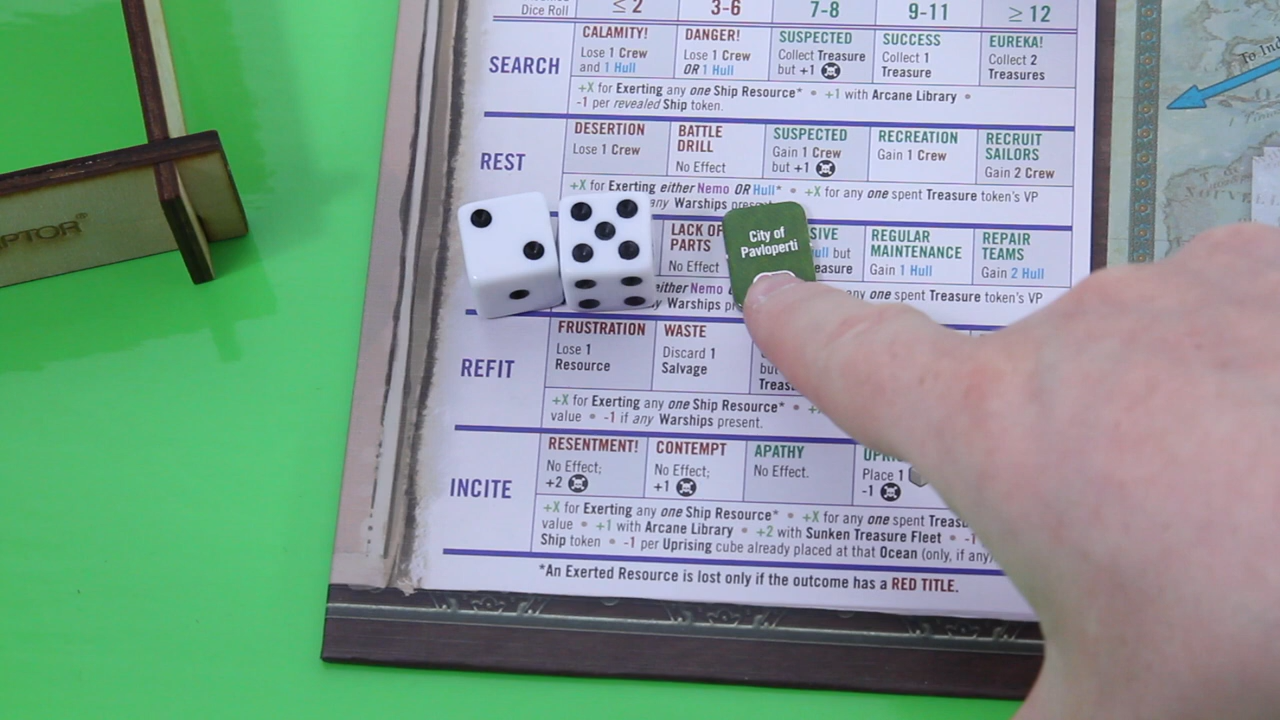 Dice Roll
≤ 2
3-6
7-8
9-11
≥ 12
SEARCH
CALAMITY!
Lose 1 Crew
and 1 Hull
DANGER!
Lose 1 Crew
OR 1 Hull
SUSPECTED
Collect Treasure
but +1
SUCCESS
Collect 1
Treasure
EUREKA!
Collect 2
Treasures
+X for Exerting any one Ship Resource* • +1 with Arcane Library •
-1 per revealed Ship token.
REST
DESERTION
Lose 1 Crew
BATTLE
DRILL
No Effect
SUSPECTED
Gain 1 Crew
but +1
RECREATION
Gain 1 Crew
RECRUIT
SAILORS
Gain 2 Crew
+X for Exerting either Nemo OR Hull* • +X for any one spent Treasure token's VP
any Warships
LACK OF
PARTS
No Effect
City of
Pavloperti
but
REGULAR
MAINTENANCE
Gain 1 Hull
REPAIR
TEAMS
Gain 2 Hull
either Nemo
any one spent Treasure token's VP
Warships
REFIT
FRUSTRATION
Lose 1
Resource
WASTE
Discard 1
Salvage
+X for Exerting any one Ship Resource* •
value • -1 if any Warships present.
INCITE
RESENTMENT!
No Effect;
+2
CONTEMPT
No Effect;
+1
APATHY
No Effect.
Place 1
-1
+X for Exerting any one Ship Resource* • +X for any one spent
value • +1 with Arcane Library • +2 with Sunken Treasure Fleet •
Ship token • -1 per Uprising cube already placed at that Ocean (only, if any)
*An Exerted Resource is lost only if the outcome has a RED TITLE.
To